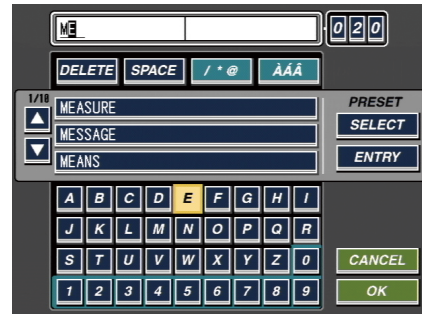 ME 020
DELETE SPACE / * @ ÀÁÂ
1/18 PRESET
MEASURE
MESSAGE
MEANS
SELECT
ENTRY
A B C D E F G H I
J K L M N O P Q R
S T U V W X Y Z 0
1 2 3 4 5 6 7 8 9
CANCEL
OK